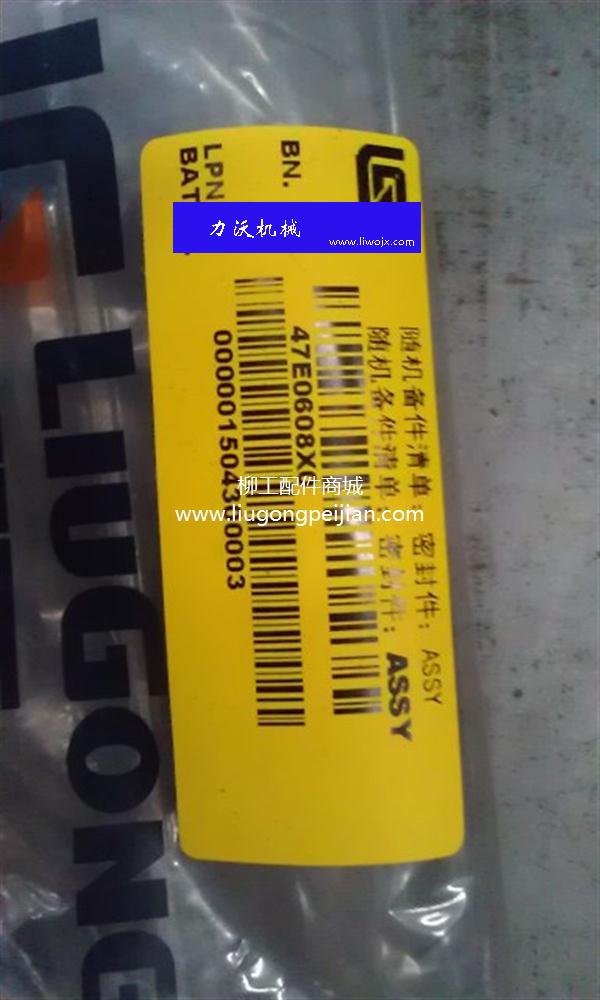 LIUGONG
随机备件清单: 密封件: ASSY
随机备件清单 密封件: ASSY
BN.
47E0608X0
LPN
BAT
力沃机械
www.liwojx.com
柳工配件商城
www.liugongpeijian.com